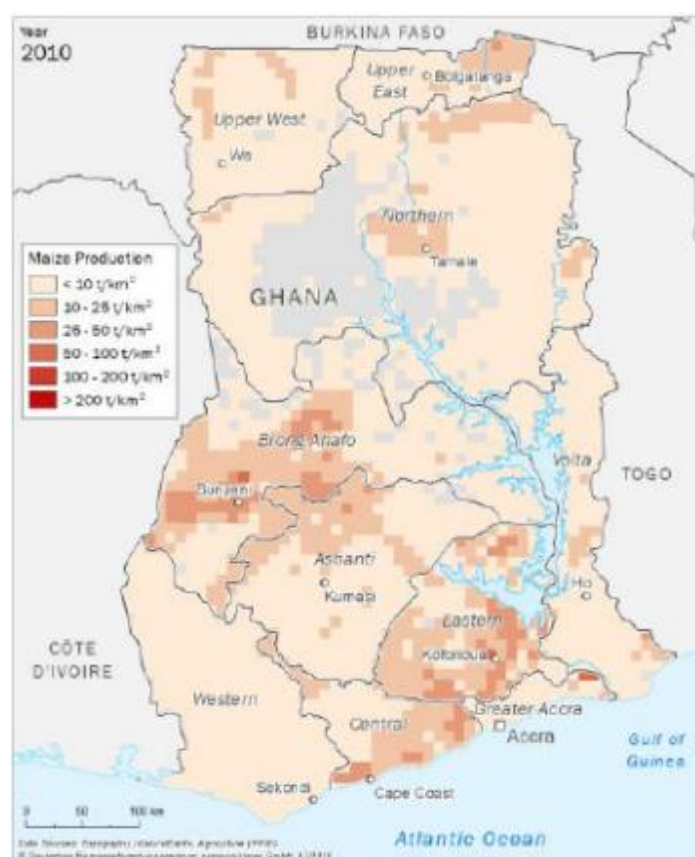 Year
2010
BURKINA FASO
Upper
East
Bolgatanga
Upper West
Wa
Northern
Tamale
Maize Production
< 10 t/km²
10 - 25 t/km²
25 - 50 t/km²
50 - 100 t/km²
100 - 200 t/km²
> 200 t/km²
GHANA
Brong Ahafo
Volta
TOGO
Sunyani
Ashanti
Kumasi
Ho
Eastern
Koforidua
CÔTE
D'IVOIRE
Western
Central
Greater Accra
Accra
Gulf of
Guinea
Sekondi
Cape Coast
0 50 100 km
Atlantic Ocean
Data Sources: